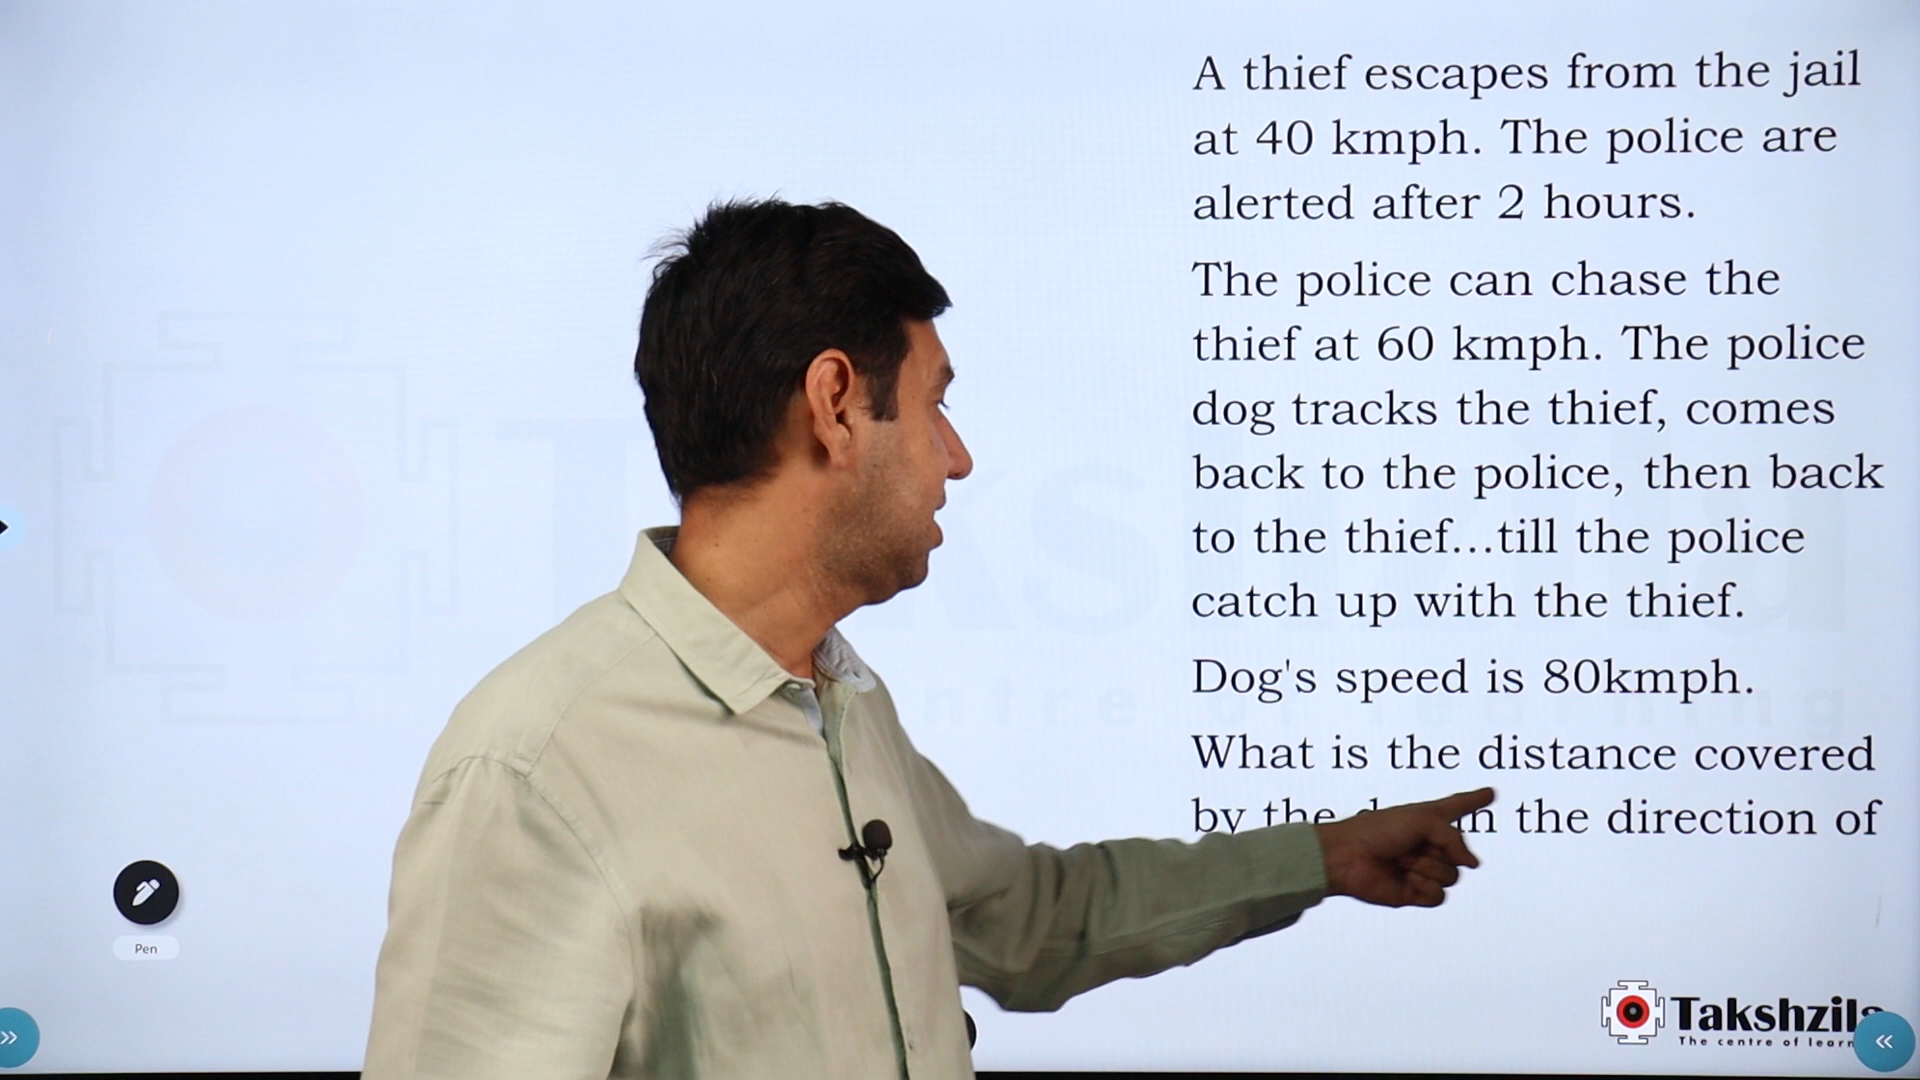 A thief escapes from the jail
at 40 kmph. The police are
alerted after 2 hours.
The police can chase the
thief at 60 kmph. The police
dog tracks the thief, comes
back to the police, then back
to the thief...till the police
catch up with the thief.
Dog's speed is 80kmph.
What is the distance covered
by the the direction of
Pen
Takshzila
The centre of